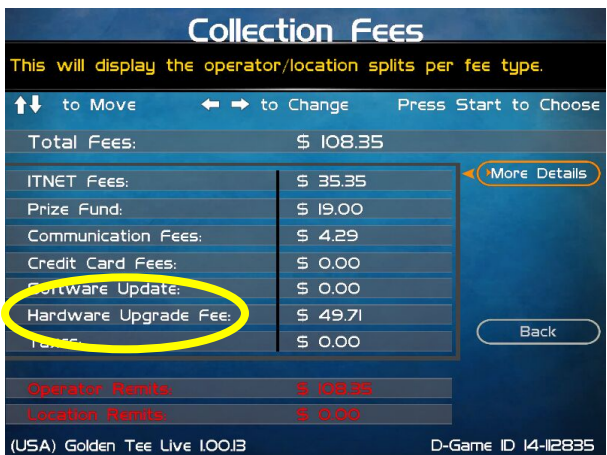 Collection Fees
This will display the operator/location splits per fee type.
to Move to Change Press Start to Choose
Total Fees: $ 108.35
More Details
ITNET Fees: $ 35.35
Prize Fund: $ 19.00
Communication Fees: $ 4.29
Credit Card Fees: $ 0.00
Software Update: $ 0.00
Hardware Upgrade Fee: $ 49.71
Taxes: $ 0.00
Back
Operator Remits: $ 108.35
Location Remits: $ 0.00
(USA) Golden Tee Live 1.00.13 D-Game ID 14-112835